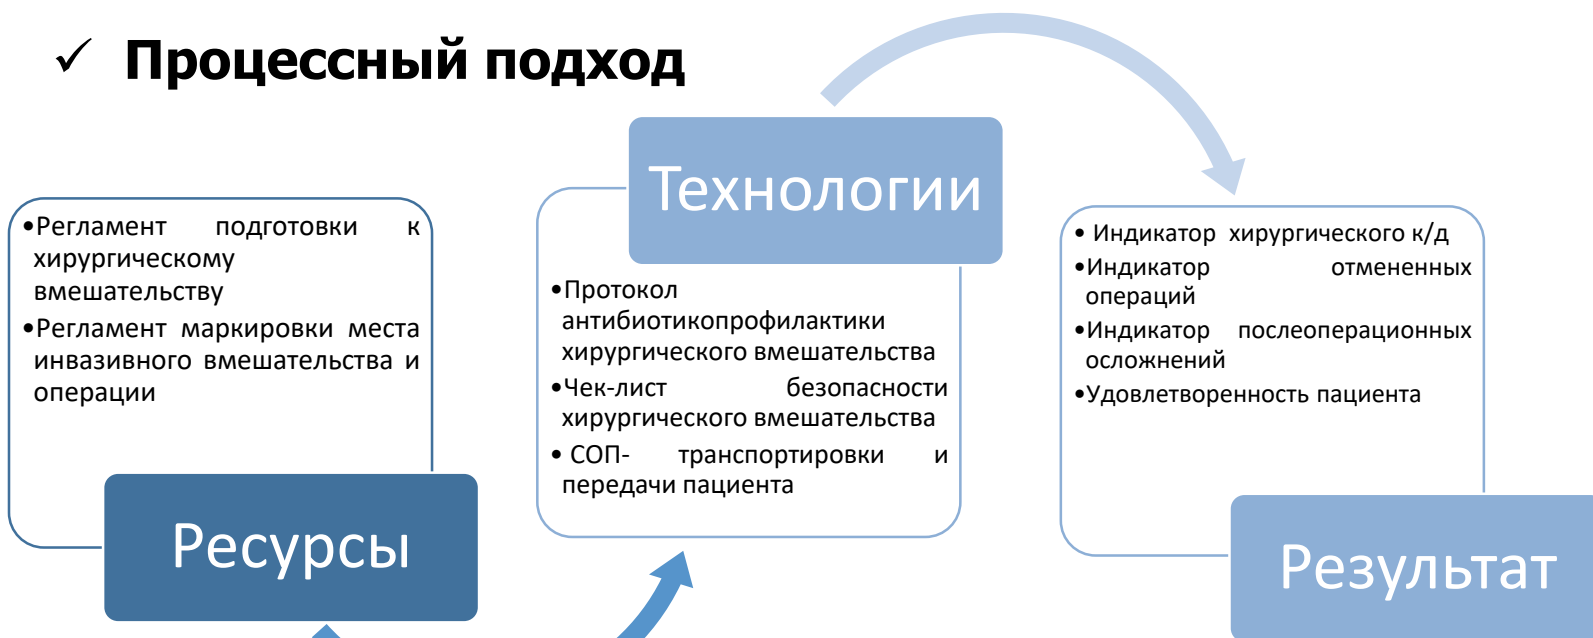 ✓ Процессный подход
•Регламент подготовки к
хирургическому
вмешательству
•Регламент маркировки места
инвазивного вмешательства и
операции
Ресурсы
Технологии
•Протокол
антибиотикопрофилактики
хирургического вмешательства
•Чек-лист безопасности
хирургического вмешательства
• СОП- транспортировки и
передачи пациента
• Индикатор хирургического к/д
•Индикатор отмененных
операций
•Индикатор послеоперационных
осложнений
•Удовлетворенность пациента
Результат